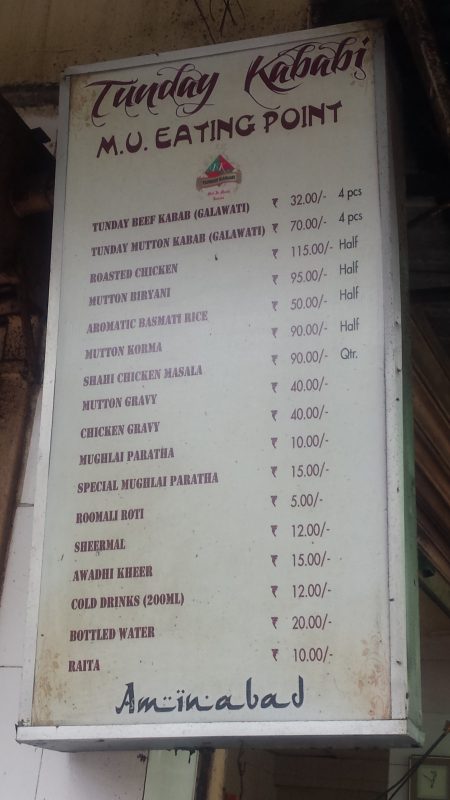 Tunday Kababi
M.U. EATING POINT
TUNDAY BEEF KABAB (GALAWATI) ₹ 32.00/- 4 pcs
TUNDAY MUTTON KABAB (GALAWATI) ₹ 70.00/- 4 pcs
ROASTED CHICKEN ₹ 115.00/- Half
MUTTON BIRYANI ₹ 95.00/- Half
AROMATIC BASMATI RICE ₹ 50.00/- Half
MUTTON KORMA ₹ 90.00/- Half
SHAHI CHICKEN MASALA ₹ 90.00/- Qtr.
MUTTON GRAVY ₹ 40.00/-
CHICKEN GRAVY ₹ 40.00/-
MUGHLAI PARATHA ₹ 10.00/-
SPECIAL MUGHLAI PARATHA ₹ 15.00/-
ROOMALI ROTI ₹ 5.00/-
SHEERMAL ₹ 12.00/-
AWADHI KHEER ₹ 15.00/-
COLD DRINKS (200ML) ₹ 12.00/-
BOTTLED WATER ₹ 20.00/-
RAITA ₹ 10.00/-
Aminabad